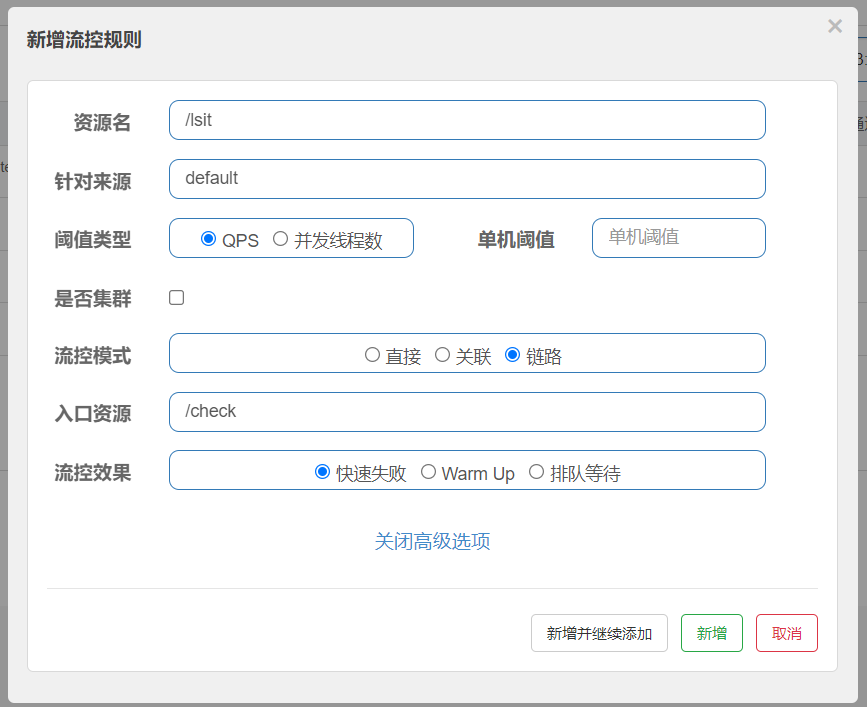 新增流控规则 ×
资源名 /lsit
针对来源 default
阈值类型 QPS 并发线程数 单机阈值 单机阈值
是否集群
流控模式 直接 关联 链路
入口资源 /check
流控效果 快速失败 Warm Up 排队等待
关闭高级选项
新增并继续添加 新增 取消